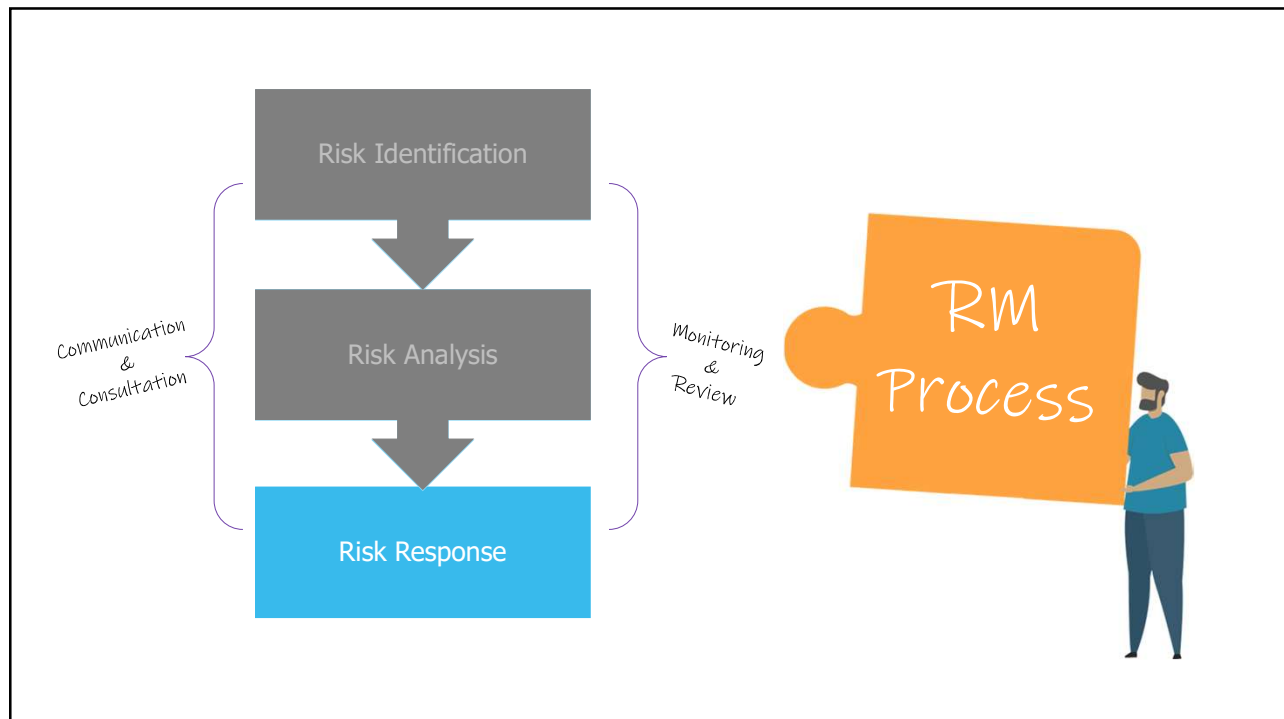 Risk Identification
Communication
&
Consultation
Risk Analysis
Monitoring
&
Review
Risk Response
RM
Process